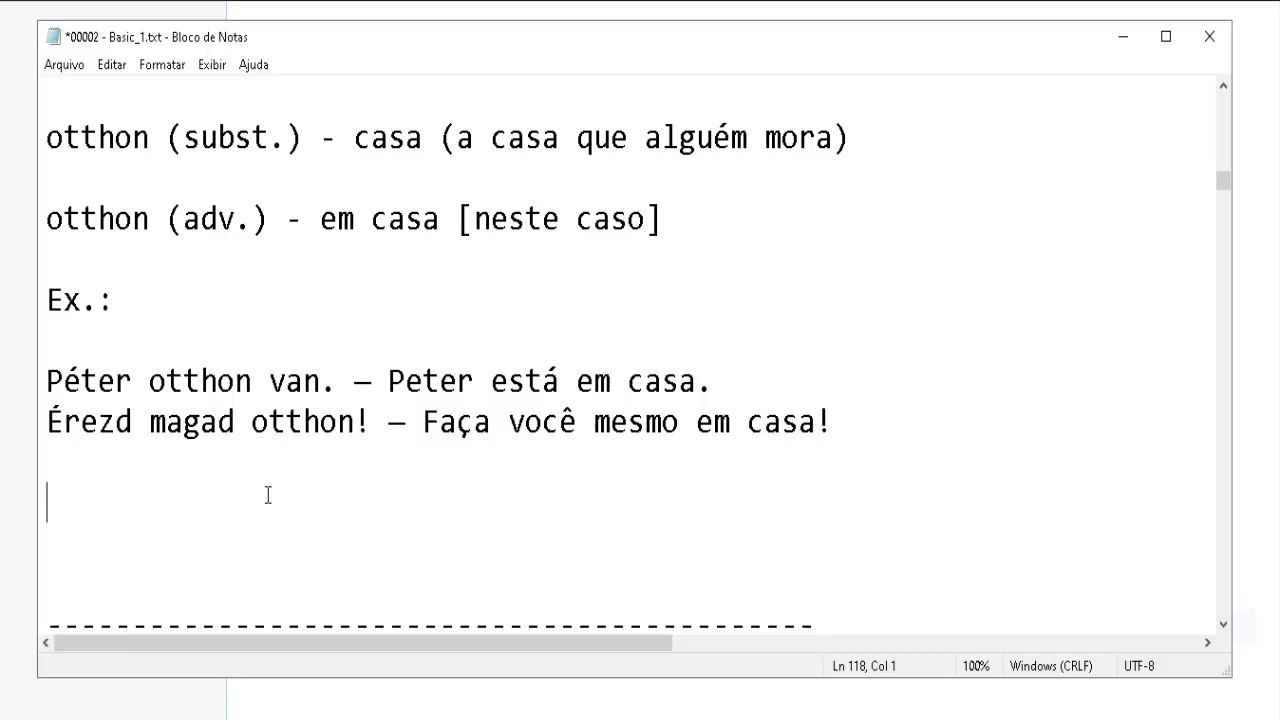 *00002 - Basic_1.txt - Bloco de Notas
Arquivo Editar Formatar Exibir Ajuda
otthon (subst.) - casa (a casa que alguém mora)
otthon (adv.) - em casa [neste caso]
Ex.:
Péter otthon van. – Peter está em casa.
Érezd magad otthon! – Faça você mesmo em casa!
---------------------------------------------
Ln 118, Col 1 100% Windows (CRLF) UTF-8